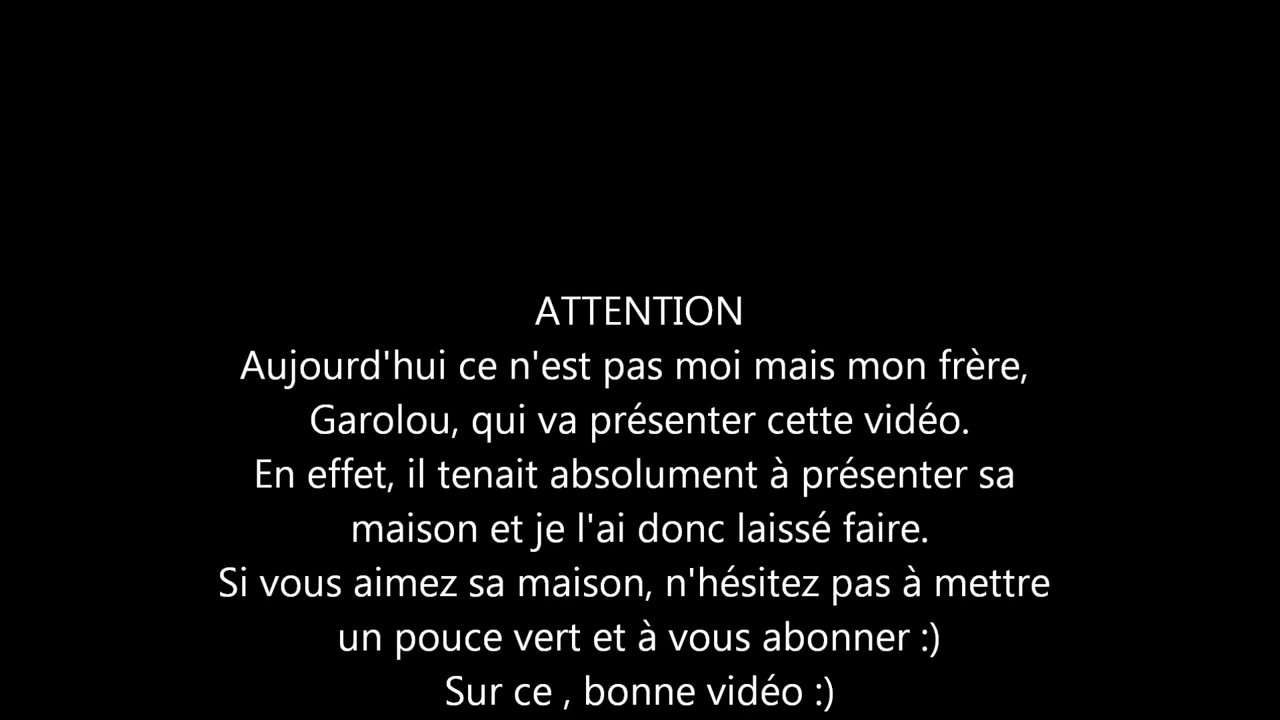 ATTENTION
Aujourd'hui ce n'est pas moi mais mon frère,
Garolou, qui va présenter cette vidéo.
En effet, il tenait absolument à présenter sa
maison et je l'ai donc laissé faire.
Si vous aimez sa maison, n'hésitez pas à mettre
un pouce vert et à vous abonner :)
Sur ce , bonne vidéo :)